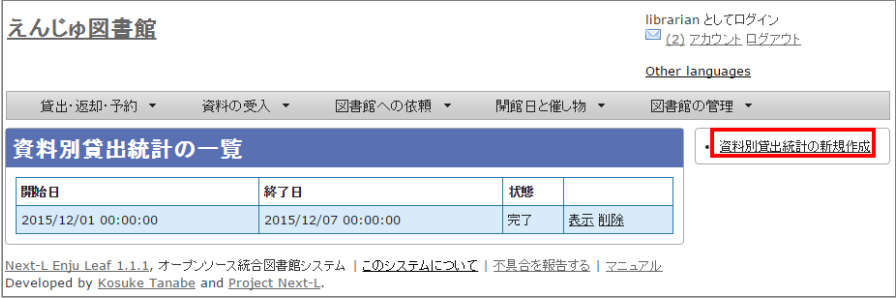 えんじゅ図書館
librarian としてログイン
(2) アカウント ログアウト
Other languages
貸出・返却・予約 ▼ 資料の受入 ▼ 図書館への依頼 ▼ 開館日と催し物 ▼ 図書館の管理 ▼
資料別貸出統計の一覧
• 資料別貸出統計の新規作成
開始日 終了日 状態
2015/12/01 00:00:00 2015/12/07 00:00:00 完了 表示 削除
Next-L Enju Leaf 1.1.1, オープンソース統合図書館システム | このシステムについて | 不具合を報告する | マニュアル
Developed by Kosuke Tanabe and Project Next-L.